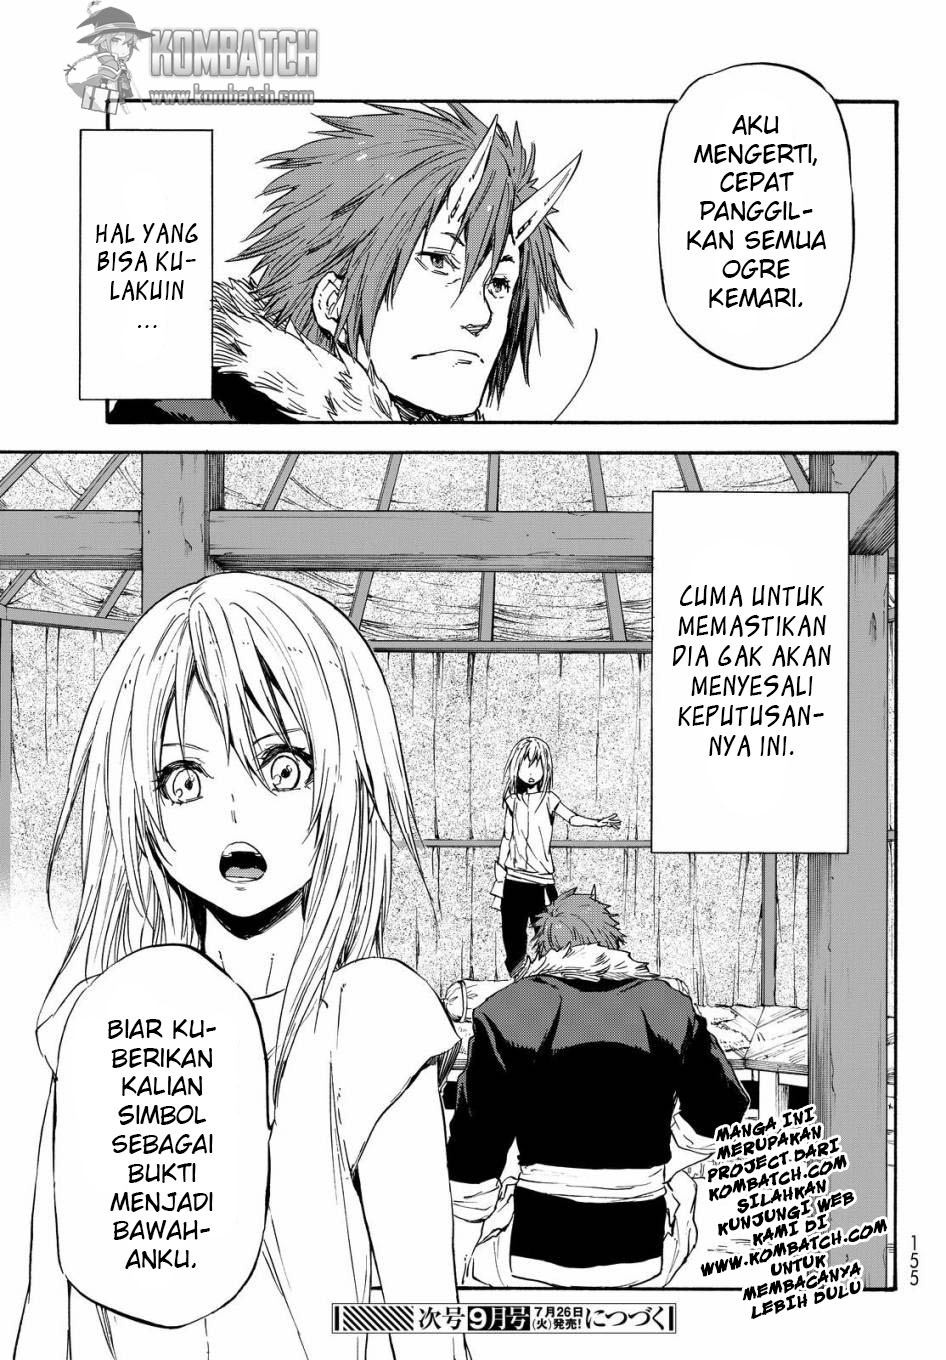 KOMBATCH
www.kombatch.com
AKU
MENGERTI,
CEPAT
PANGGIL-
KAN SEMUA
OGRE
KEMARI.
HAL YANG
BISA KU-
LAKUIN
...
CUMA UNTUK
MEMASTIKAN
DIA GAK AKAN
MENYESALI
KEPUTUSAN-
NYA INI.
BIAR KU-
BERIKAN
KALIAN
SIMBOL
SEBAGAI
BUKTI
MENJADI
BAWAH-
ANKU.
MANGA INI
MERUPAKAN
PROJECT DARI
KOMBATCH.COM
SILAHKAN
KUNJUNGI WEB
KAMI DI
WWW.KOMBATCH.COM
UNTUK
MEMBACANYA
LEBIH DULU
155
次号9月号7月26日(火)発売!につづく